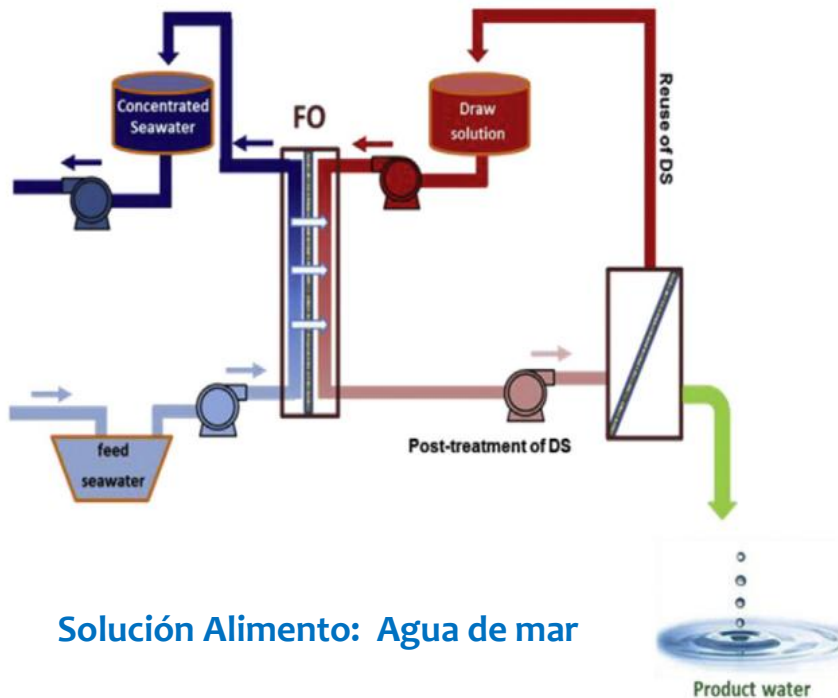 Concentrated
Seawater
FO
Draw
solution
Reuse of DS
feed
seawater
Post-treatment of DS
Solución Alimento: Agua de mar
Product water